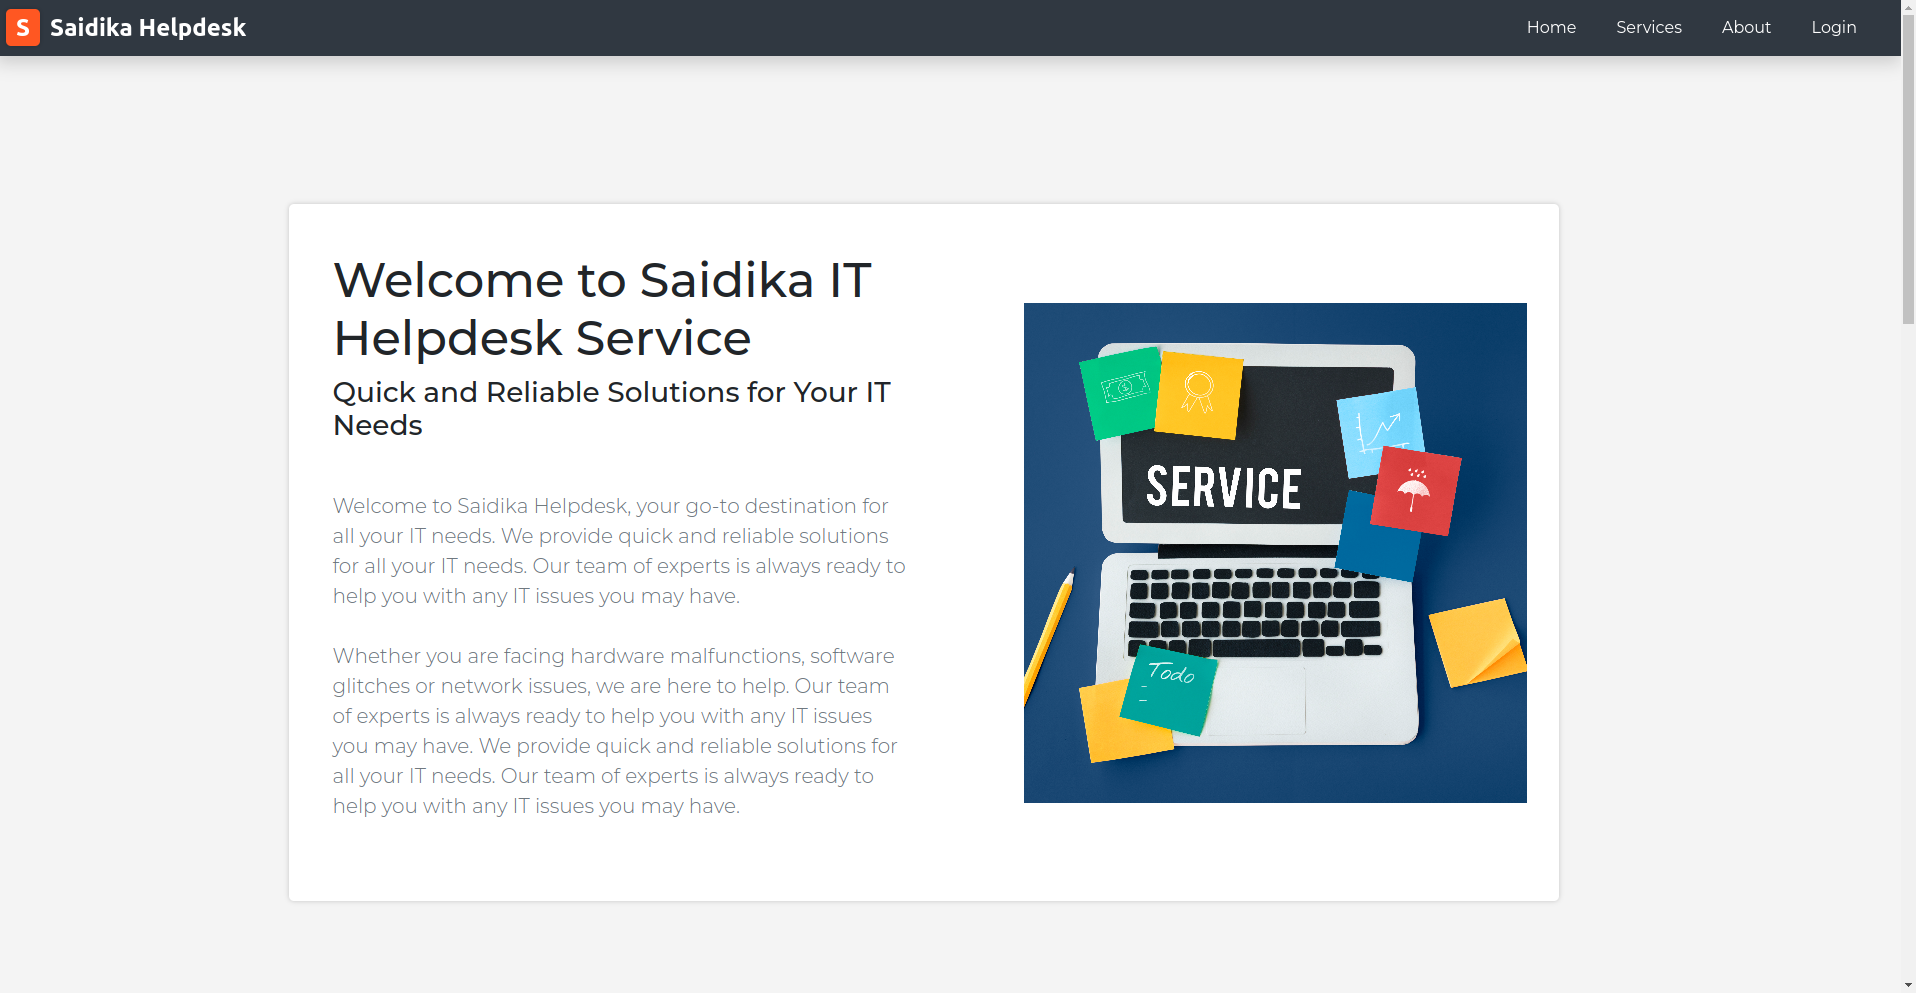 S Saidika Helpdesk
Home Services About Login
Welcome to Saidika IT
Helpdesk Service
Quick and Reliable Solutions for Your IT
Needs
Welcome to Saidika Helpdesk, your go-to destination for
all your IT needs. We provide quick and reliable solutions
for all your IT needs. Our team of experts is always ready to
help you with any IT issues you may have.
Whether you are facing hardware malfunctions, software
glitches or network issues, we are here to help. Our team
of experts is always ready to help you with any IT issues
you may have. We provide quick and reliable solutions for
all your IT needs. Our team of experts is always ready to
help you with any IT issues you may have.
SERVICE
Todo